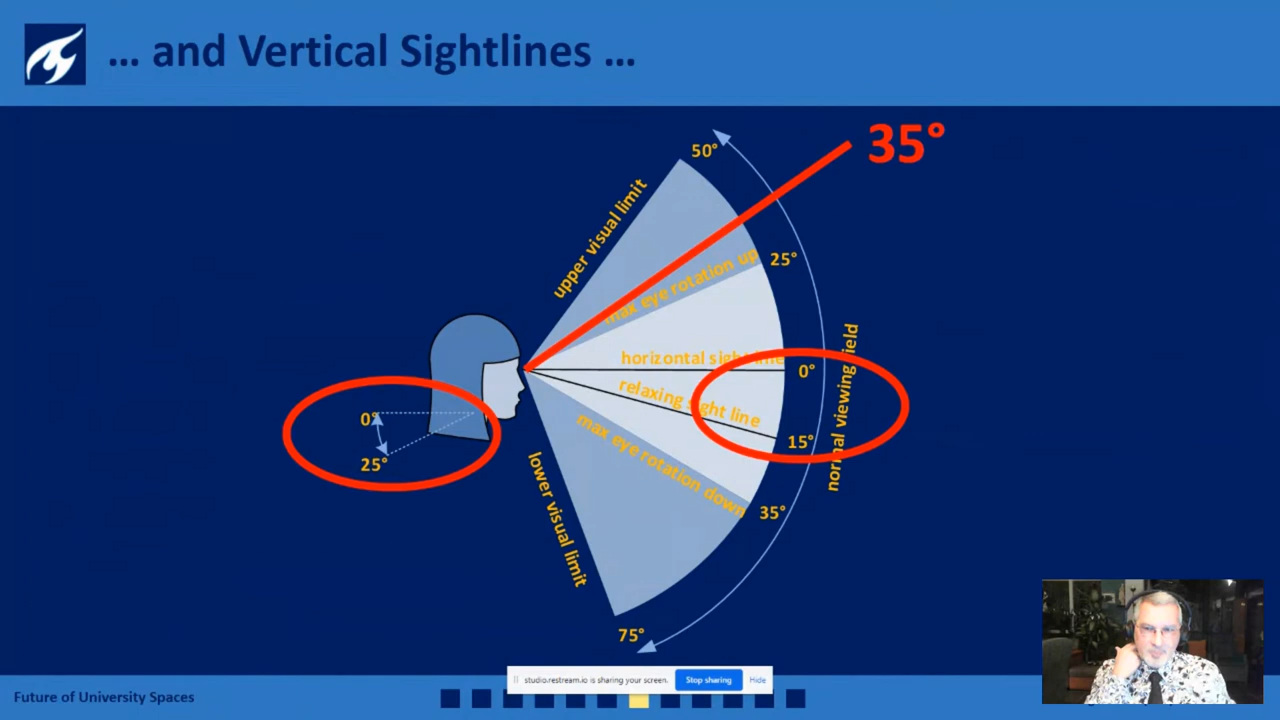 ... and Vertical Sightlines ...
35°
50°
upper visual limit
max eye rotation up
25°
horizontal sight line
0°
relaxing sight line
15°
normal viewing field
0°
25°
max eye rotation down
35°
lower visual limit
75°
studio.restream.io is sharing your screen.
Stop sharing
Hide
Future of University Spaces